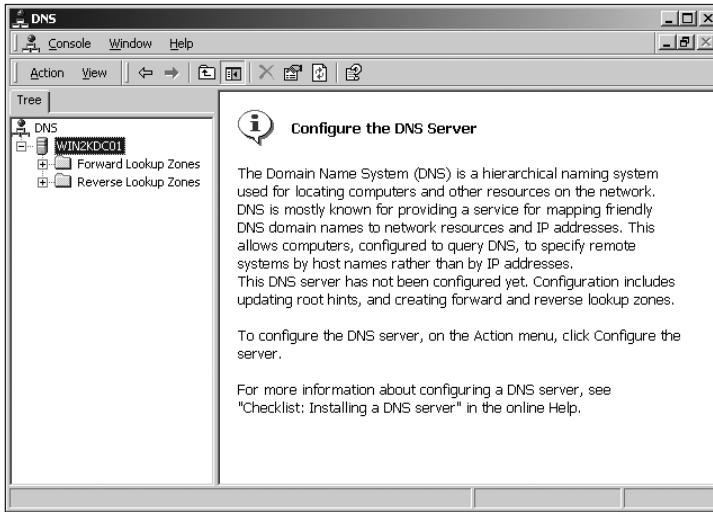 DNS
Console Window Help
Action View
Tree
DNS
WIN2KDC01
Forward Lookup Zones
Reverse Lookup Zones
Configure the DNS Server
The Domain Name System (DNS) is a hierarchical naming system
used for locating computers and other resources on the network.
DNS is mostly known for providing a service for mapping friendly
DNS domain names to network resources and IP addresses. This
allows computers, configured to query DNS, to specify remote
systems by host names rather than by IP addresses.
This DNS server has not been configured yet. Configuration includes
updating root hints, and creating forward and reverse lookup zones.
To configure the DNS server, on the Action menu, click Configure the
server.
For more information about configuring a DNS server, see
"Checklist: Installing a DNS server" in the online Help.